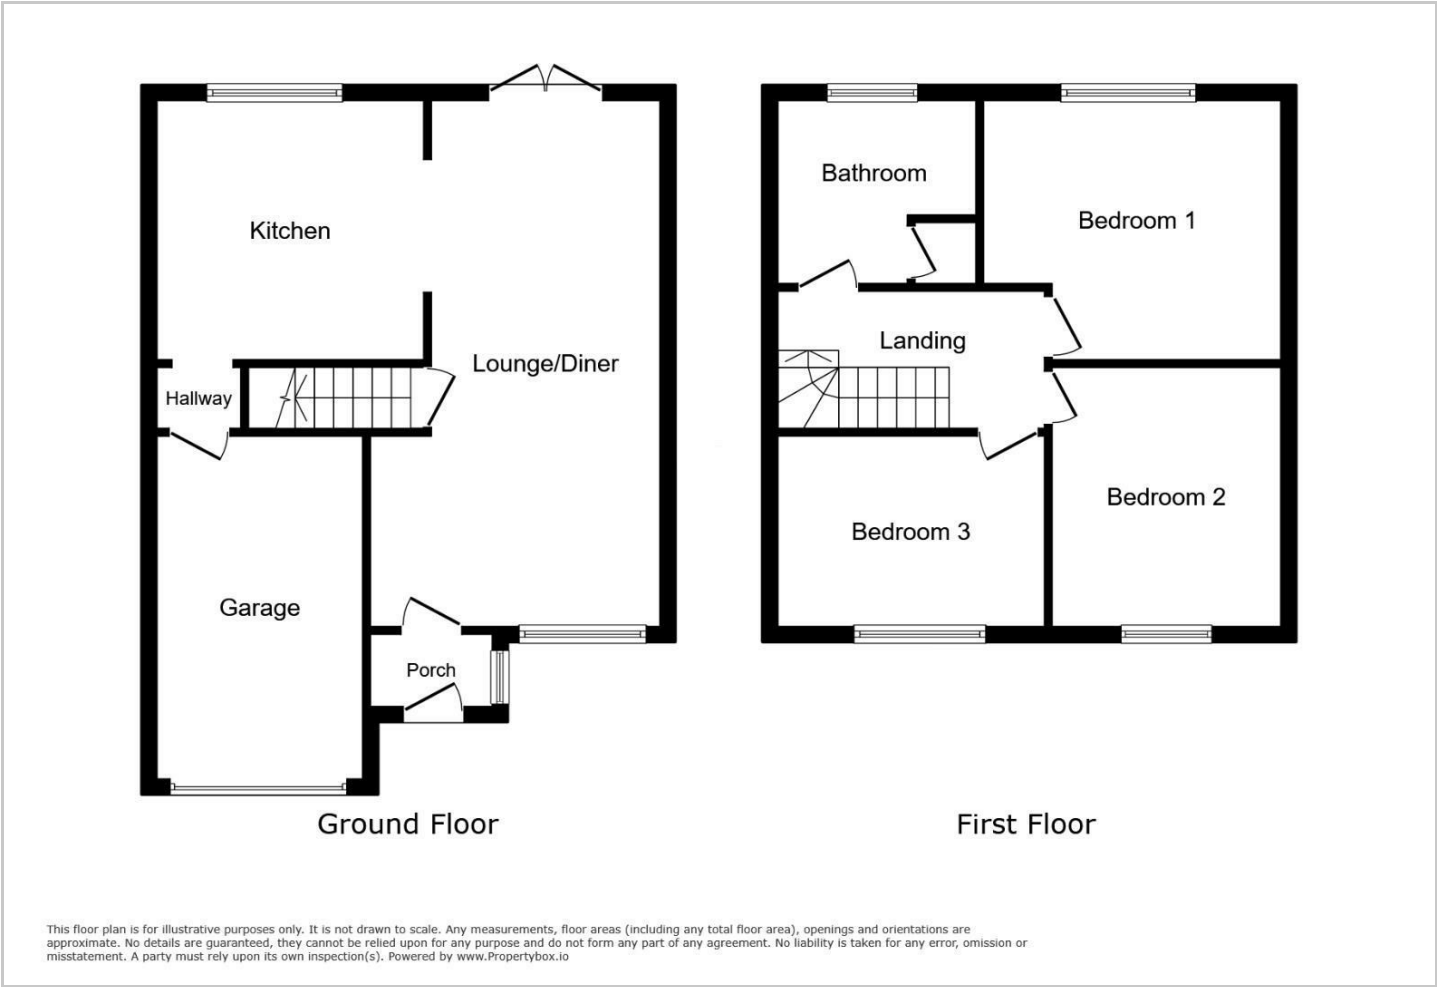 Kitchen
Lounge/Diner
Hallway
Garage
Porch
Ground Floor
Bathroom
Bedroom 1
Landing
Bedroom 2
Bedroom 3
First Floor
This floor plan is for illustrative purposes only. It is not drawn to scale. Any measurements, floor areas (including any total floor area), openings and orientations are
approximate. No details are guaranteed, they cannot be relied upon for any purpose and do not form any part of any agreement. No liability is taken for any error, omission or
misstatement. A party must rely upon its own inspection(s). Powered by www.Propertybox.io